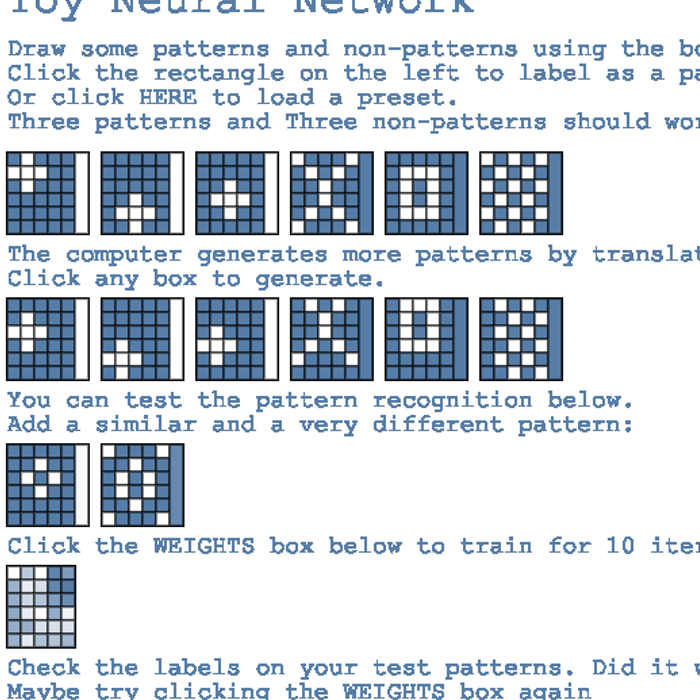 Toy Neural Network
Draw some patterns and non-patterns using the bo
Click the rectangle on the left to label as a pa
Or click HERE to load a preset.
Three patterns and Three non-patterns should wor
The computer generates more patterns by translat
Click any box to generate.
You can test the pattern recognition below.
Add a similar and a very different pattern:
Click the WEIGHTS box below to train for 10 iter
Check the labels on your test patterns. Did it w
Maybe try clicking the WEIGHTS box again